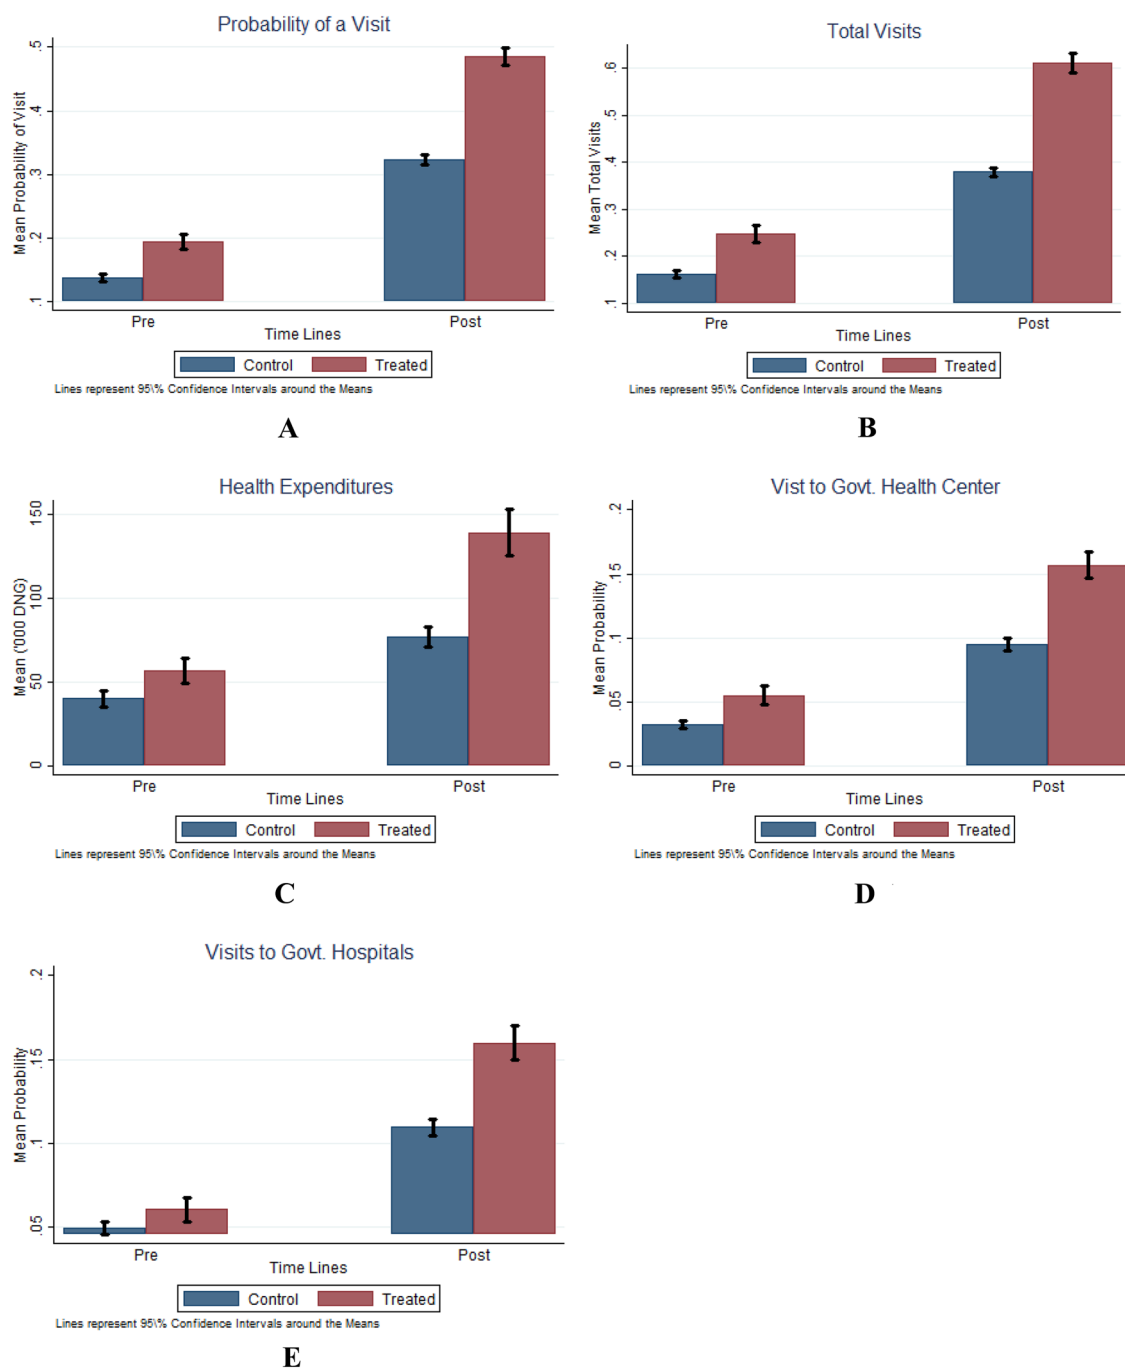 Probability of a Visit
Mean Probability of Visit
.5
.4
.3
.2
.1
Pre
Post
Time Lines
Control
Treated
Lines represent 95\% Confidence Intervals around the Means
A
Total Visits
Mean Total Visits
.6
.5
.4
.3
.2
.1
Pre
Post
Time Lines
Control
Treated
Lines represent 95\% Confidence Intervals around the Means
B
Health Expenditures
Mean ('000 DNG)
150
100
50
0
Pre
Post
Time Lines
Control
Treated
Lines represent 95\% Confidence Intervals around the Means
C
Vist to Govt. Health Center
Mean Probability
.2
.15
.1
.05
0
Pre
Post
Time Lines
Control
Treated
Lines represent 95\% Confidence Intervals around the Means
D
Visits to Govt. Hospitals
Mean Probability
.2
.15
.1
.05
Pre
Post
Time Lines
Control
Treated
Lines represent 95\% Confidence Intervals around the Means
E